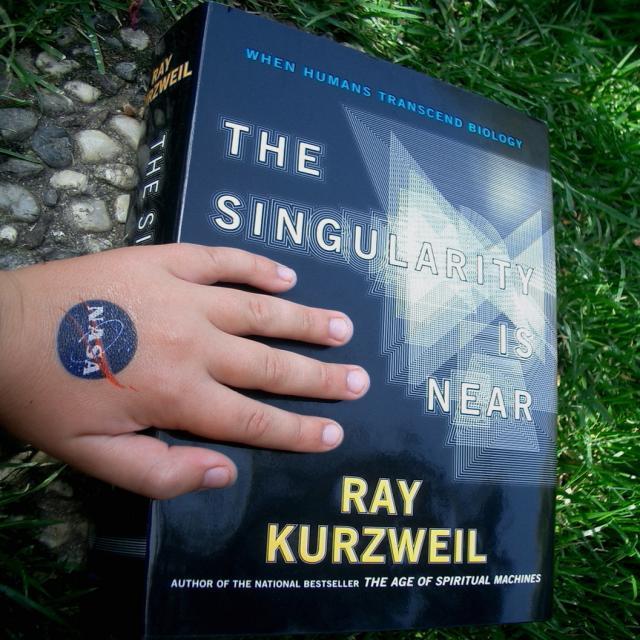 RAY
KURZWEIL
THE SI
WHEN HUMANS TRANSCEND BIOLOGY
THE
SINGULARITY
IS
NEAR
NASA
RAY
KURZWEIL
AUTHOR OF THE NATIONAL BESTSELLER THE AGE OF SPIRITUAL MACHINES